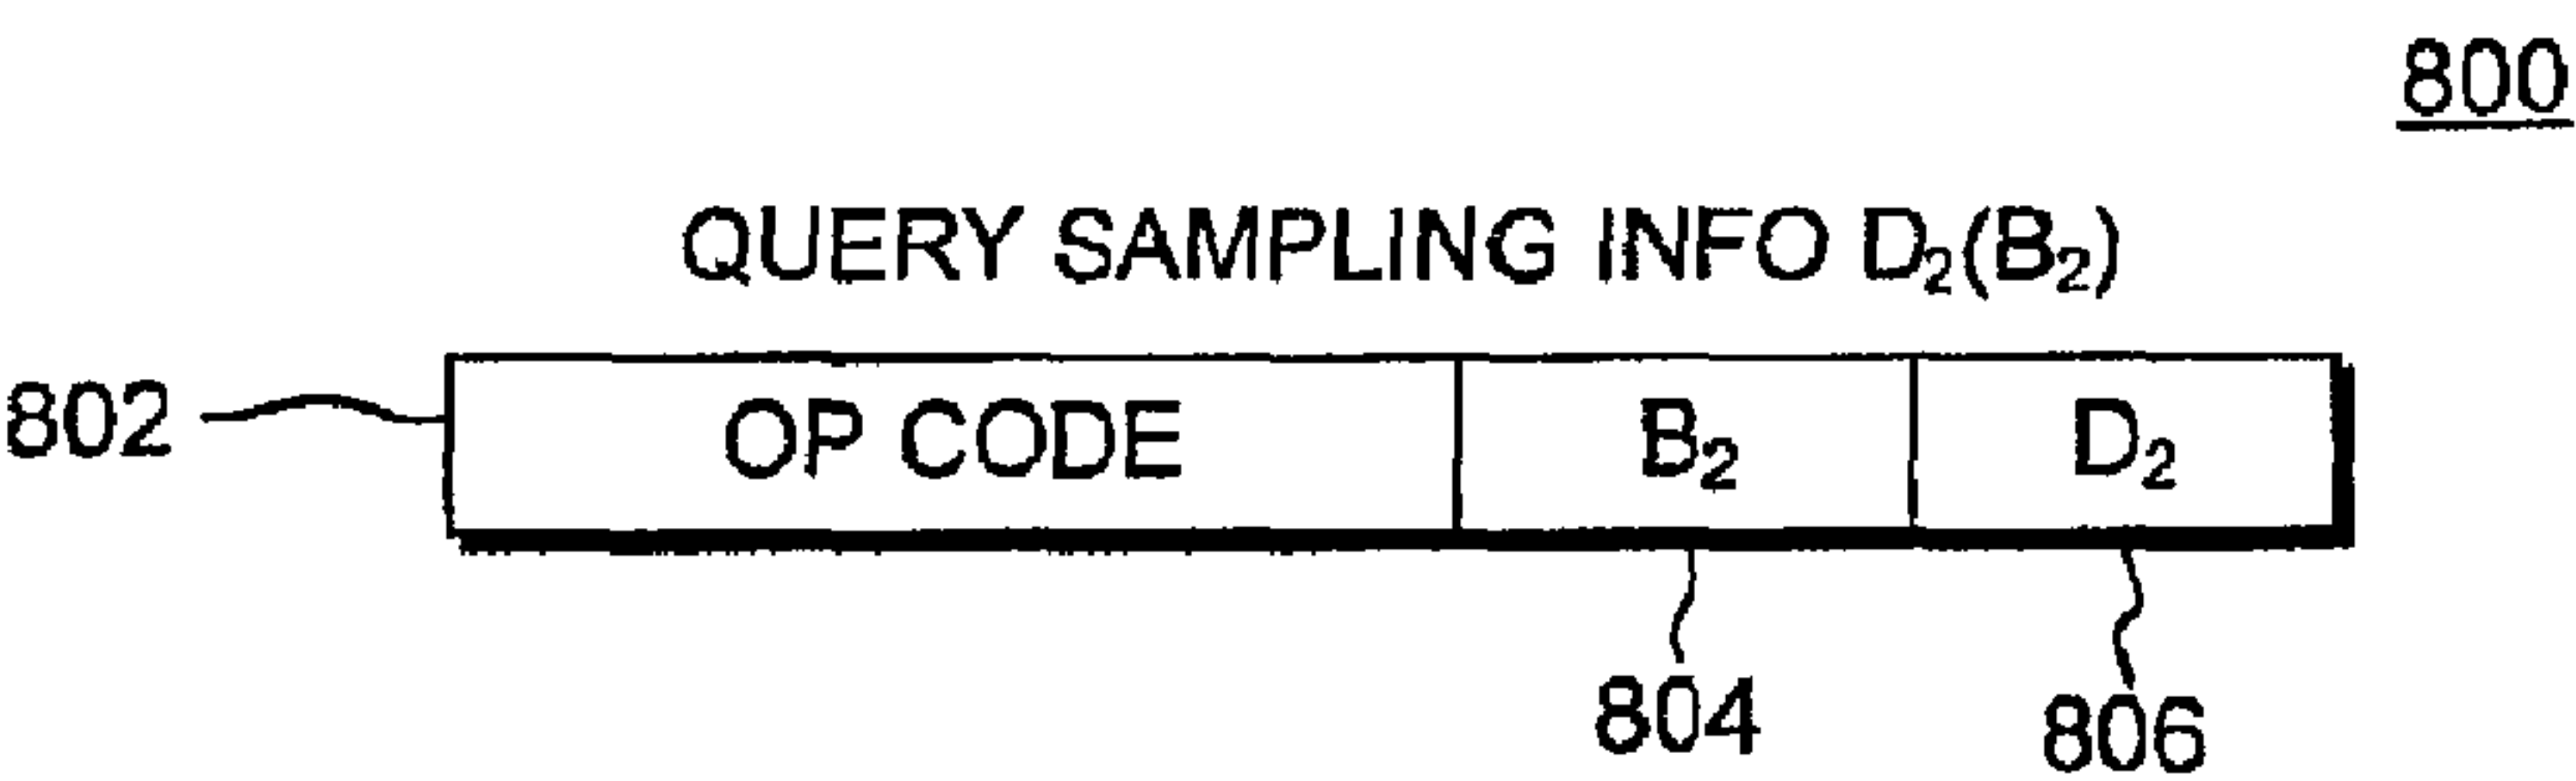 800
QUERY SAMPLING INFO D₂(B₂)
802 OP CODE B₂ D₂
804 806